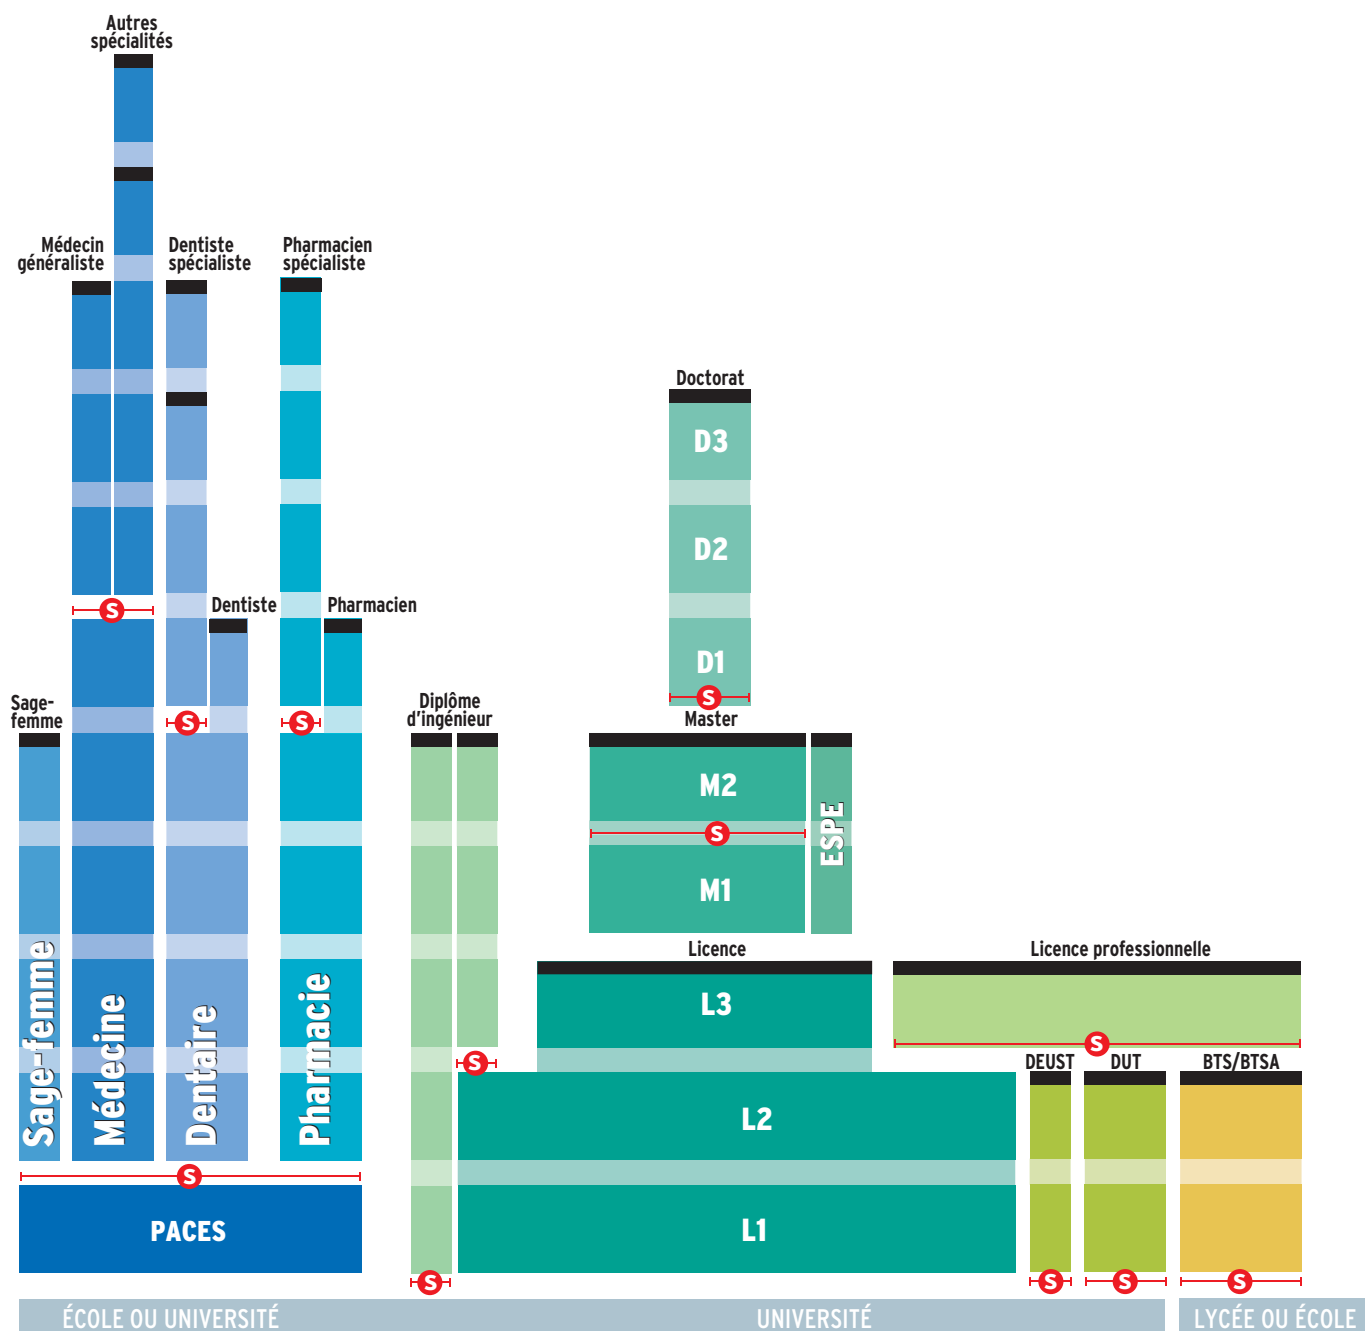 Autres
spécialités
Médecin
généraliste
Dentiste
spécialiste
Pharmacien
spécialiste
Doctorat
D3
D2
D1
S
S
Dentiste
Pharmacien
Sage-
femme
S
S
Diplôme
d'ingénieur
Master
M2
S
M1
ESPE
Licence
L3
Licence professionnelle
S
S
DEUST
DUT
BTS/BTSA
Sage-femme
Médecine
Dentaire
Pharmacie
L2
S
PACES
L1
S
S
S
S
ÉCOLE OU UNIVERSITÉ
UNIVERSITÉ
LYCÉE OU ÉCOLE